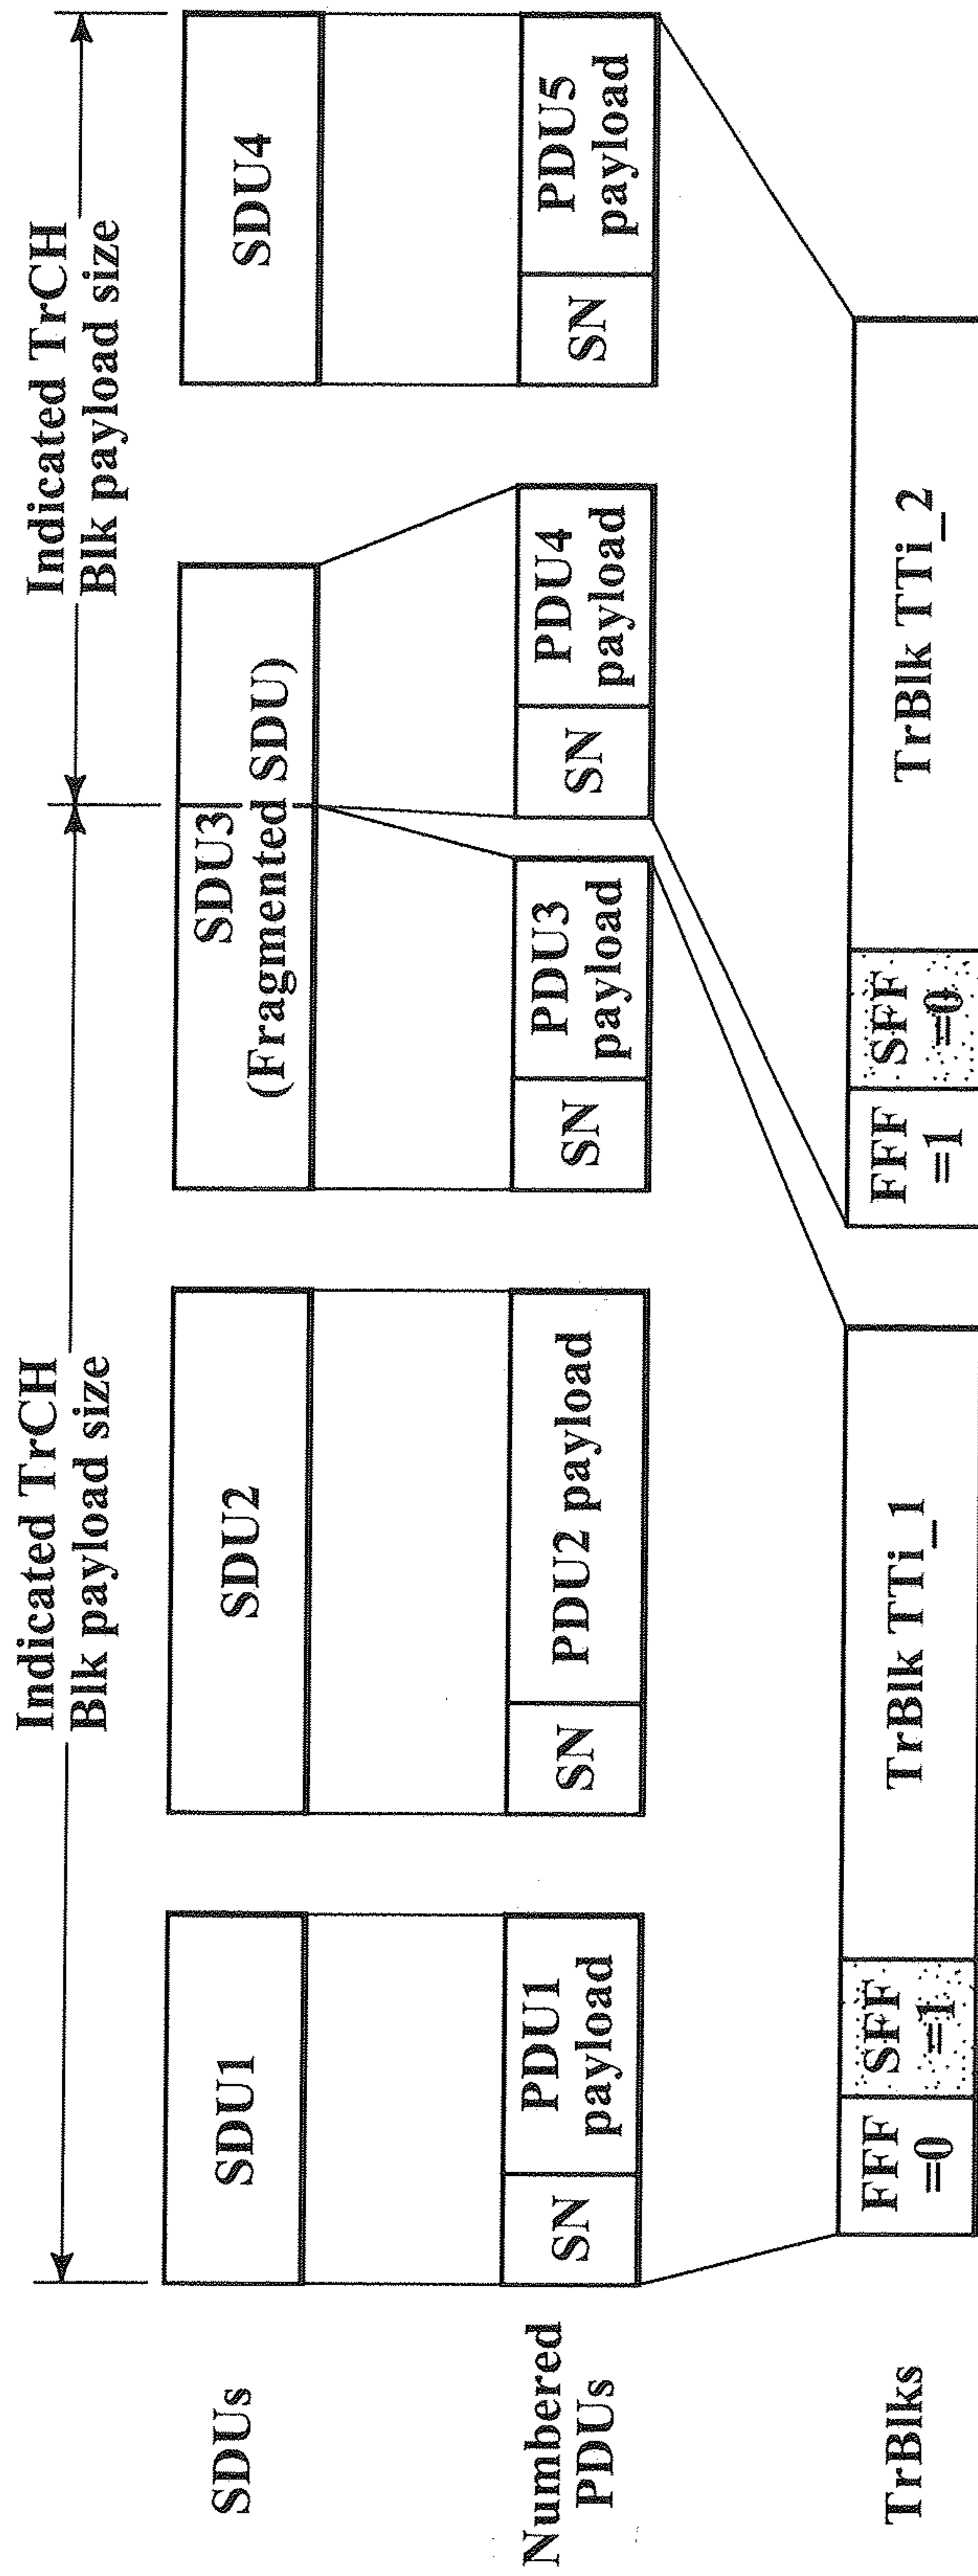 Indicated TrCH
Blk payload size
Indicated TrCH
Blk payload size
SDUs
SDU1
SDU2
SDU3
(Fragmented SDU)
SDU4
Numbered
PDUs
SN
PDU1
payload
SN
PDU2 payload
SN
PDU3
payload
SN
PDU4
payload
SN
PDU5
payload
TrBlks
FFF
=0
SFF
=1
TrBlk TTi_1
FFF
=1
SFF
=0
TrBlk TTi_2